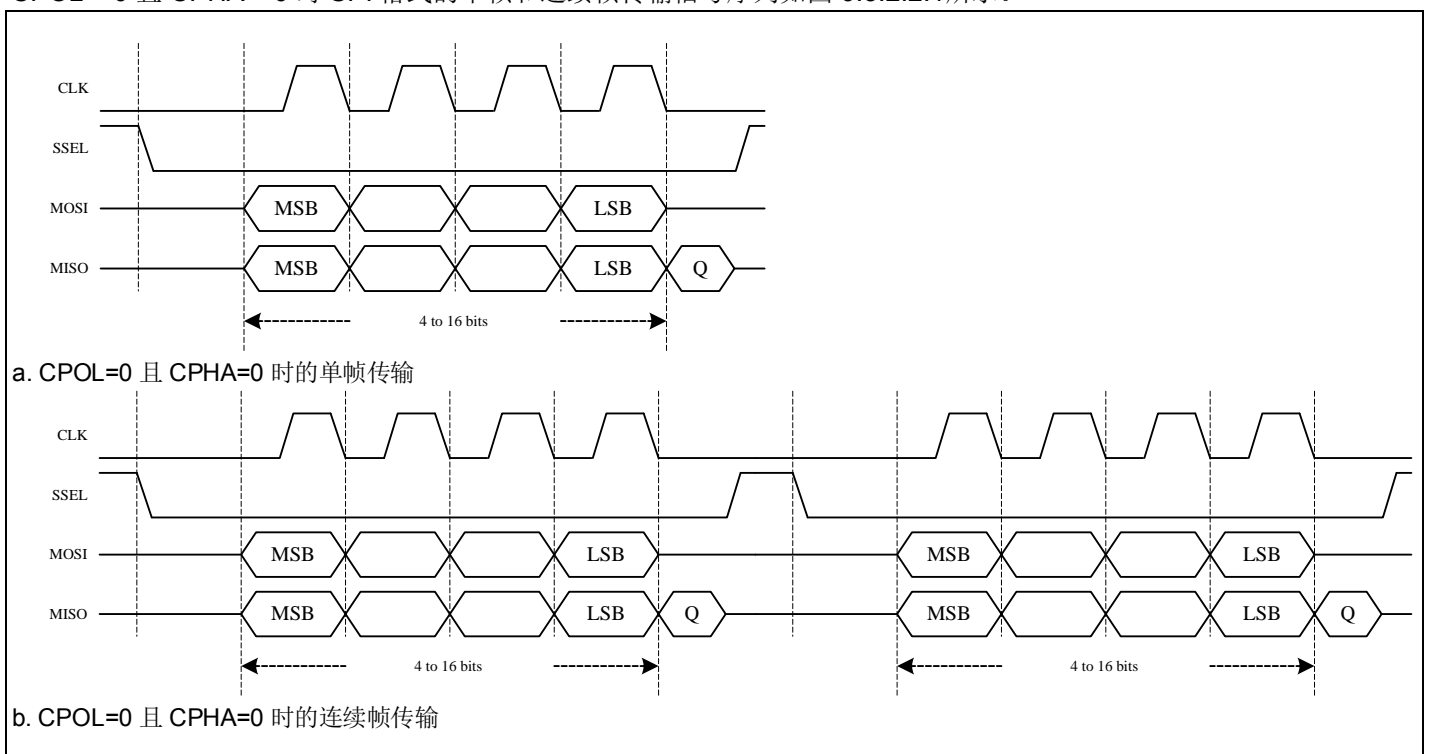 CLK
SSEL
MOSI MSB LSB
MISO MSB LSB Q
4 to 16 bits
a. CPOL=0 且 CPHA=0 时的单帧传输
CLK
SSEL
MOSI MSB LSB MSB LSB
MISO MSB LSB Q MSB LSB Q
4 to 16 bits 4 to 16 bits
b. CPOL=0 且 CPHA=0 时的连续帧传输